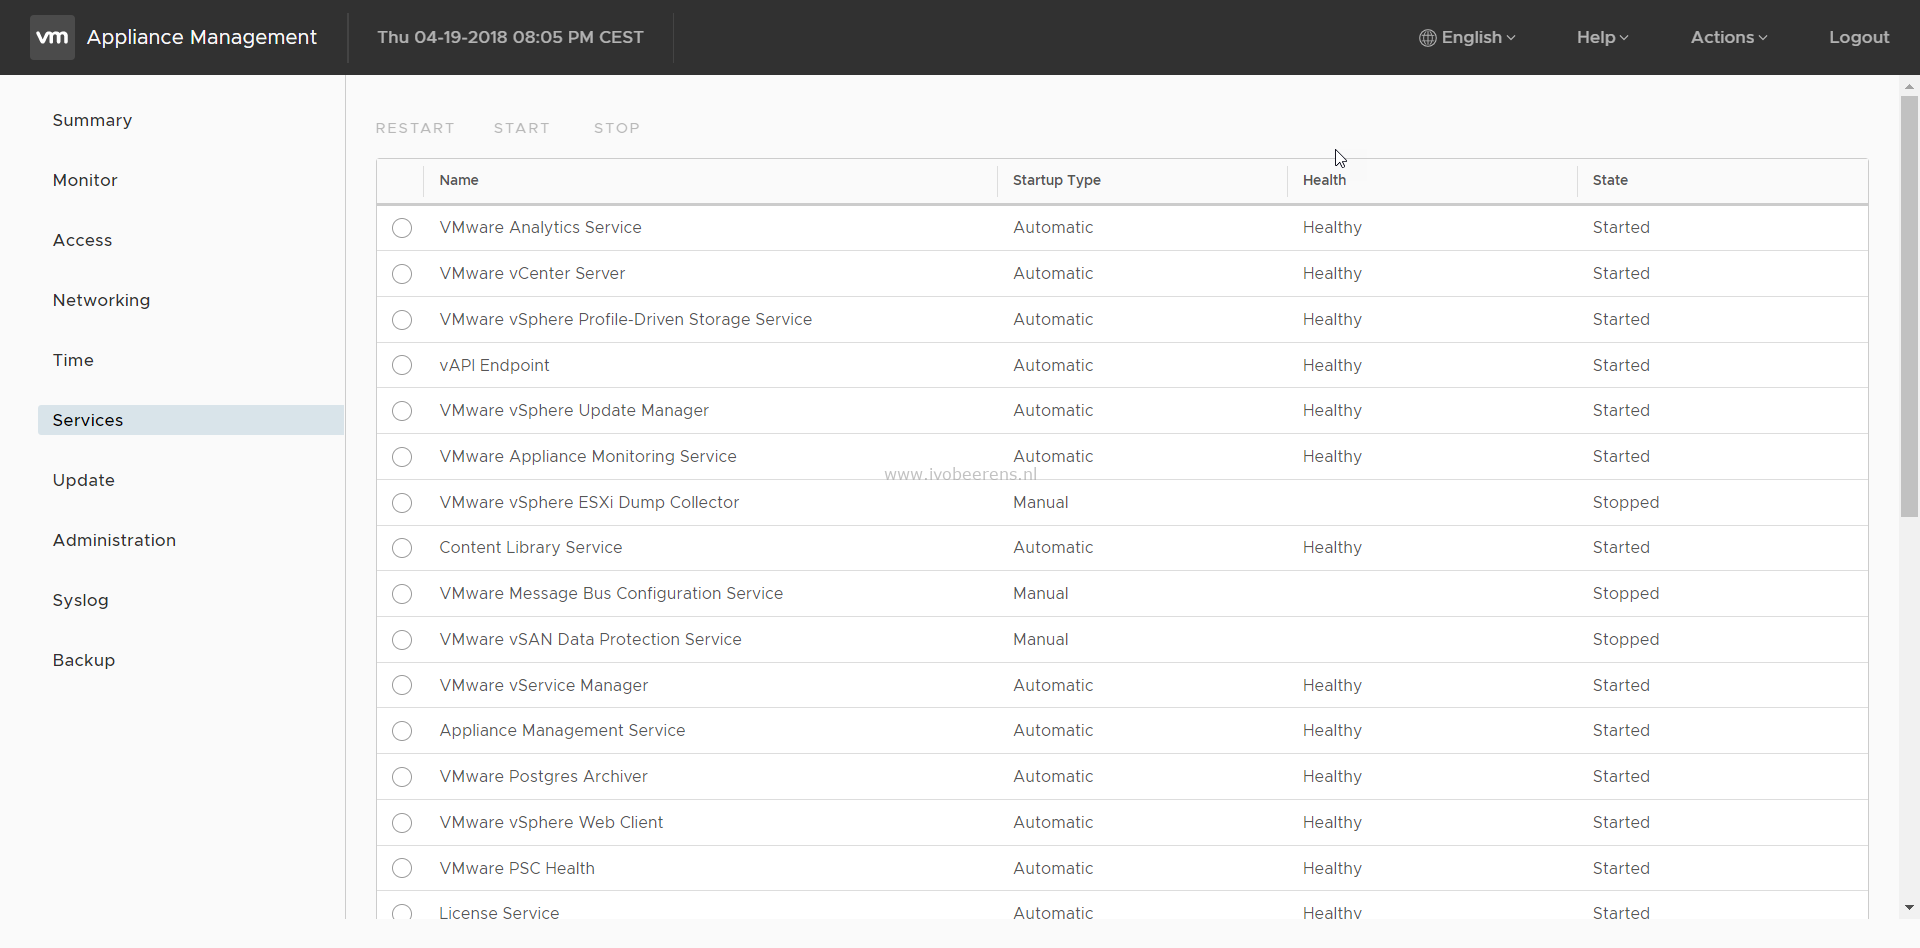 vm Appliance Management Thu 04-19-2018 08:05 PM CEST English Help Actions Logout
Summary
Monitor
Access
Networking
Time
Services
Update
Administration
Syslog
Backup
RESTART START STOP
Name Startup Type Health State
VMware Analytics Service Automatic Healthy Started
VMware vCenter Server Automatic Healthy Started
VMware vSphere Profile-Driven Storage Service Automatic Healthy Started
vAPI Endpoint Automatic Healthy Started
VMware vSphere Update Manager Automatic Healthy Started
VMware Appliance Monitoring Service Automatic Healthy Started
www.ivobeerens.nl
VMware vSphere ESXi Dump Collector Manual Stopped
Content Library Service Automatic Healthy Started
VMware Message Bus Configuration Service Manual Stopped
VMware vSAN Data Protection Service Manual Stopped
VMware vService Manager Automatic Healthy Started
Appliance Management Service Automatic Healthy Started
VMware Postgres Archiver Automatic Healthy Started
VMware vSphere Web Client Automatic Healthy Started
VMware PSC Health Automatic Healthy Started
License Service Automatic Healthy Started